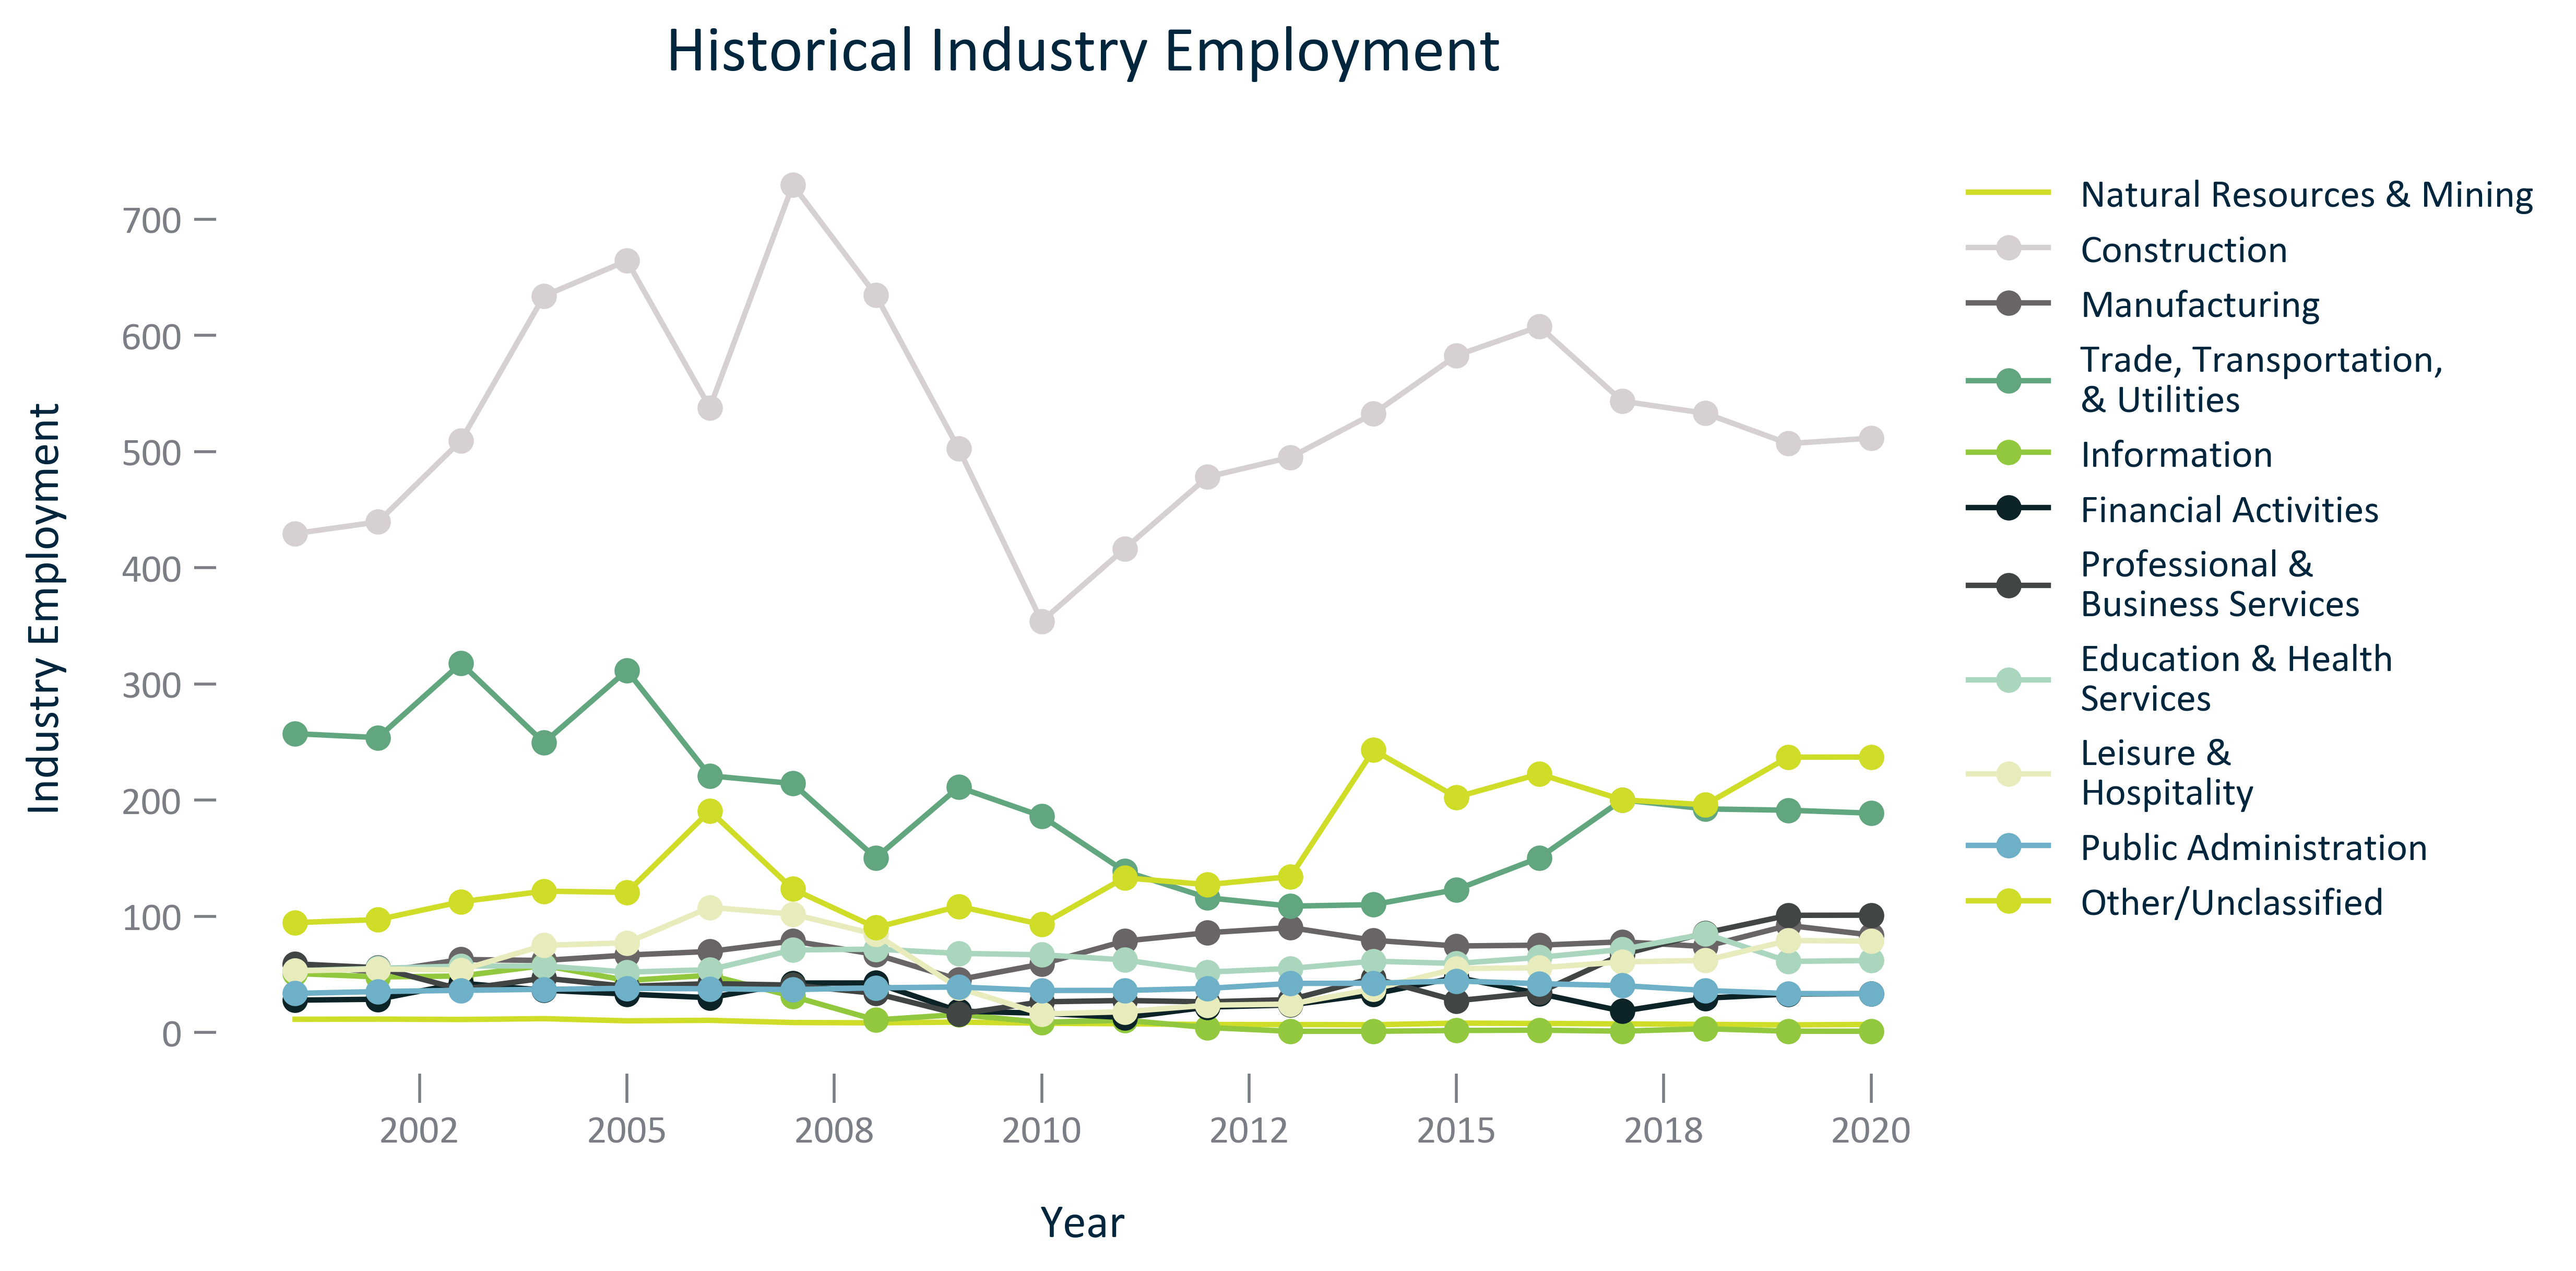 Historical Industry Employment
Industry Employment
700
600
500
400
300
200
100
0
2002
2005
2008
2010
2012
2015
2018
2020
Year
Natural Resources & Mining
Construction
Manufacturing
Trade, Transportation,
& Utilities
Information
Financial Activities
Professional &
Business Services
Education & Health
Services
Leisure &
Hospitality
Public Administration
Other/Unclassified